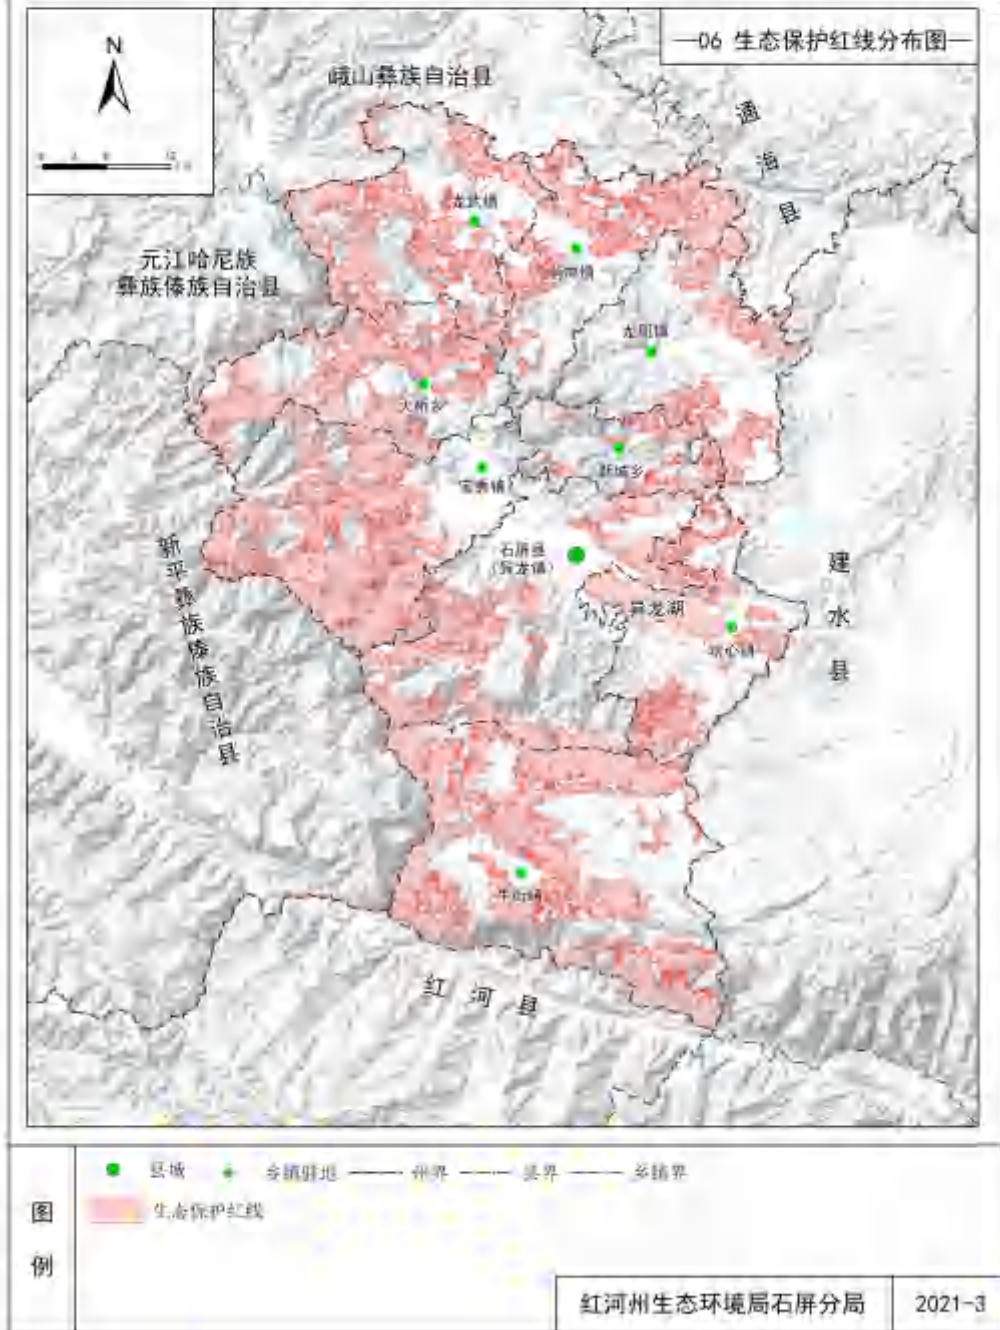 —06 生态保护红线分布图—
N
峨山彝族自治县
通海县
元江哈尼族
彝族傣族自治县
龙武镇
龙朋镇
大桥乡
新城乡
宝秀镇
石屏县
(异龙镇)
异龙湖
坝心镇
新平彝族傣族自治县
建水县
牛街镇
红河县
图例
县城
乡镇驻地
州界
县界
乡镇界
生态保护红线
红河州生态环境局石屏分局
2021-3